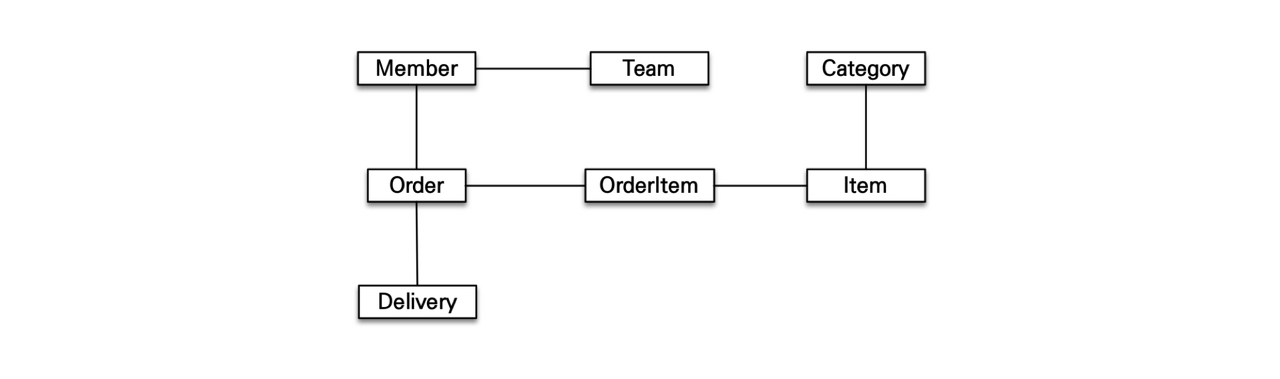 Member
Team
Category
Order
OrderItem
Item
Delivery